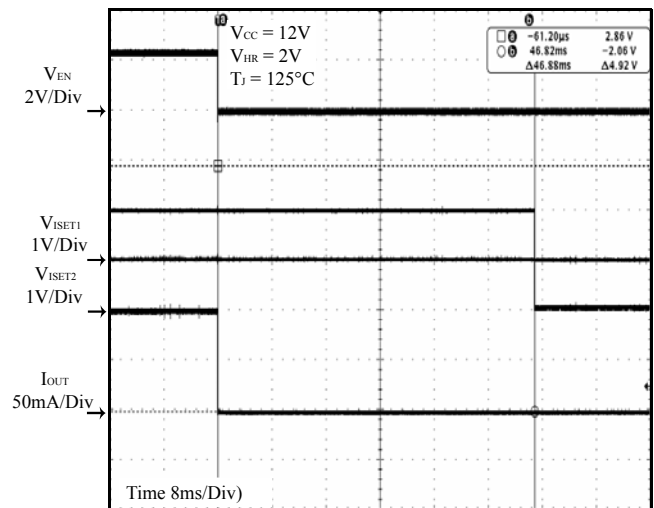 VCC = 12V
VHR = 2V
TJ = 125°C
a
b
a -61.20µs 2.86 V
b 46.82ms -2.06 V
Δ46.88ms Δ4.92 V
VEN
2V/Div
VISET1
1V/Div
VISET2
1V/Div
IOUT
50mA/Div
Time 8ms/Div)